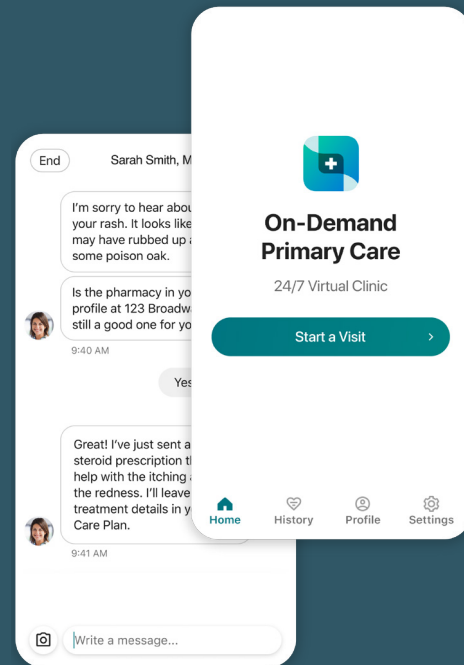 End
Sarah Smith, M
I'm sorry to hear abou
your rash. It looks like
may have rubbed up
some poison oak.
Is the pharmacy in yo
profile at 123 Broadw
still a good one for yo
9:40 AM
Yes
Great! I've just sent a
steroid prescription t
help with the itching
the redness. I'll leave
treatment details in y
Care Plan.
9:41 AM
Write a message...
On-Demand
Primary Care
24/7 Virtual Clinic
Start a Visit
Home
History
Profile
Settings